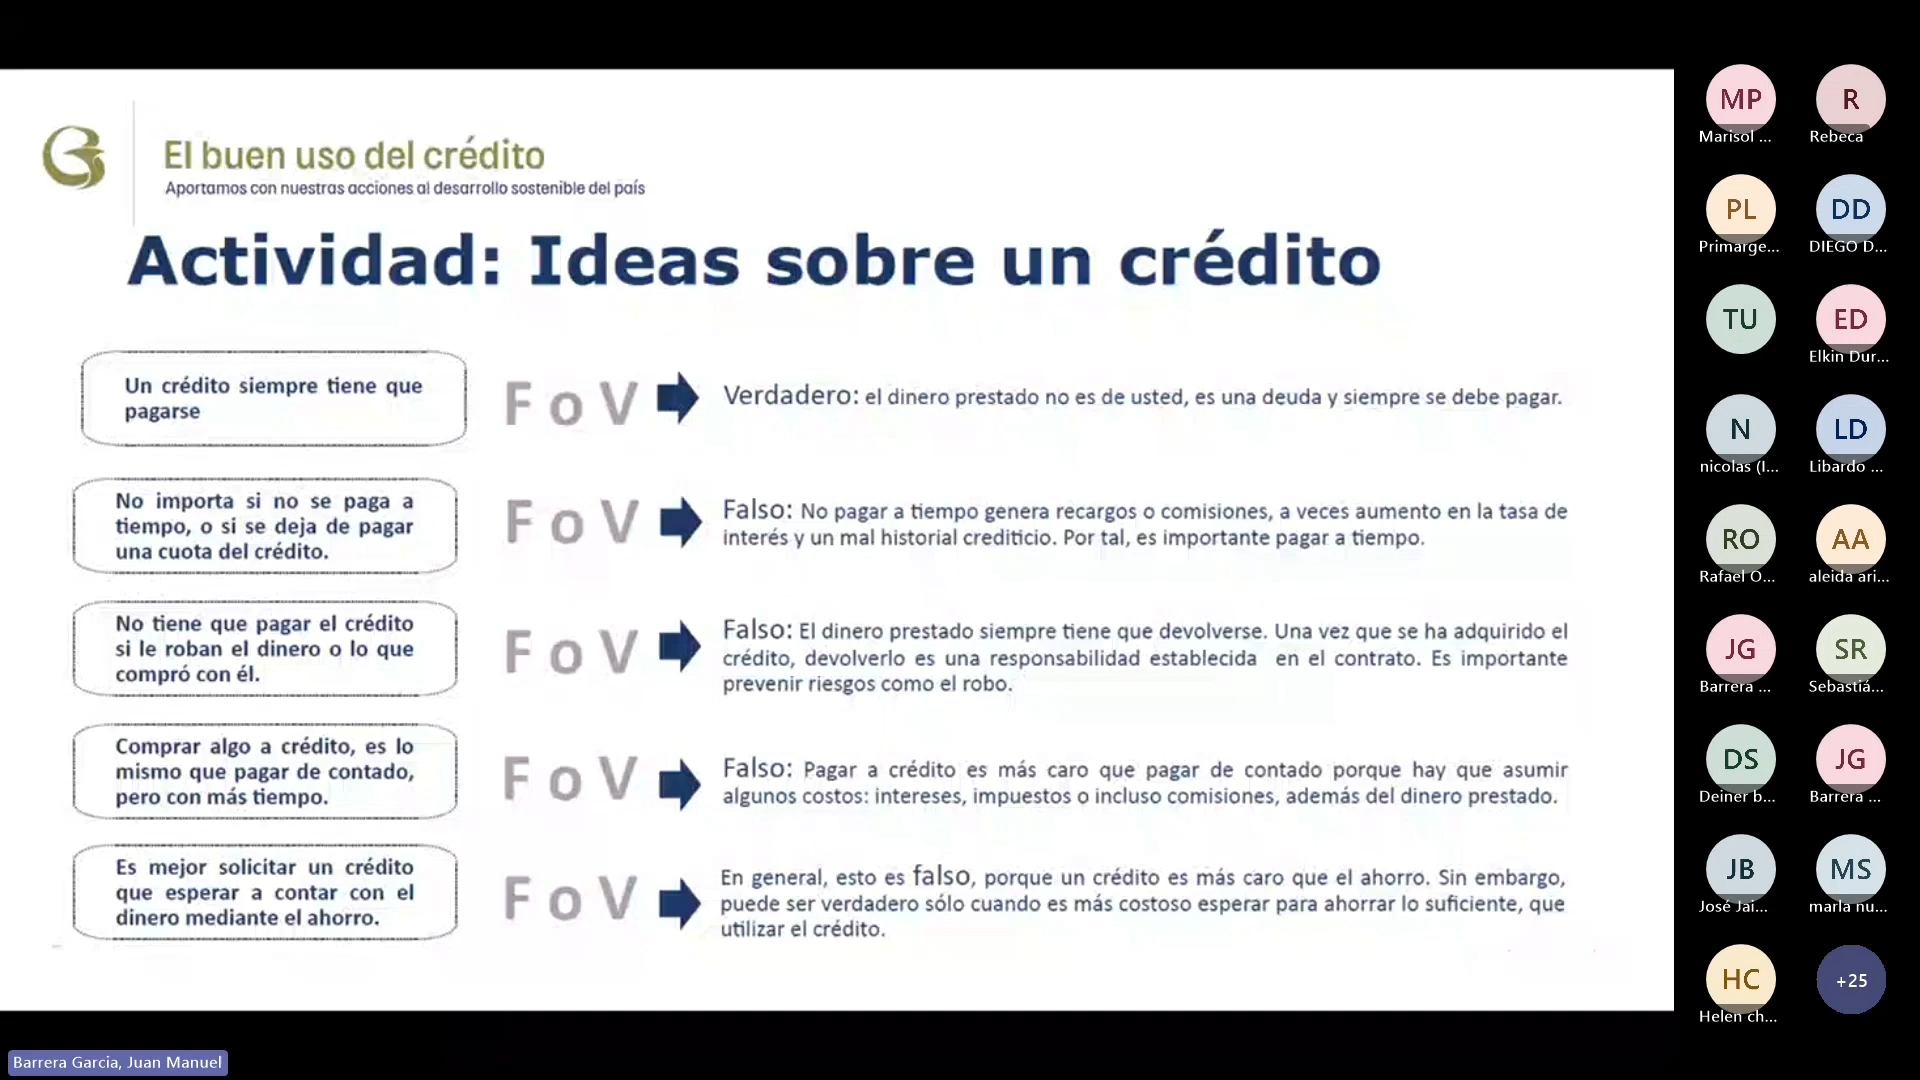 El buen uso del crédito
Aportamos con nuestras acciones al desarrollo sostenible del país
Actividad: Ideas sobre un crédito
Un crédito siempre tiene que
pagarse
F o V
Verdadero: el dinero prestado no es de usted, es una deuda y siempre se debe pagar.
No importa si no se paga a
tiempo, o si se deja de pagar
una cuota del crédito.
F o V
Falso: No pagar a tiempo genera recargos o comisiones, a veces aumento en la tasa de
interés y un mal historial crediticio. Por tal, es importante pagar a tiempo.
No tiene que pagar el crédito
si le roban el dinero o lo que
compró con él.
F o V
Falso: El dinero prestado siempre tiene que devolverse. Una vez que se ha adquirido el
crédito, devolverlo es una responsabilidad establecida en el contrato. Es importante
prevenir riesgos como el robo.
Comprar algo a crédito, es lo
mismo que pagar de contado,
pero con más tiempo.
F o V
Falso: Pagar a crédito es más caro que pagar de contado porque hay que asumir
algunos costos: intereses, impuestos o incluso comisiones, además del dinero prestado.
Es mejor solicitar un crédito
que esperar a contar con el
dinero mediante el ahorro.
F o V
En general, esto es falso, porque un crédito es más caro que el ahorro. Sin embargo,
puede ser verdadero sólo cuando es más costoso esperar para ahorrar lo suficiente, que
utilizar el crédito.
MP
Marisol ...
R
Rebeca
PL
Primarge...
DD
DIEGO D...
TU
ED
Elkin Dur...
N
nicolas (I...
LD
Libardo ...
RO
Rafael O...
AA
aleida ari...
JG
Barrera ...
SR
Sebastiá...
DS
Deiner b...
JG
Barrera ...
JB
José Jai...
MS
marla nu...
HC
Helen ch...
+25
Barrera Garcia, Juan Manuel